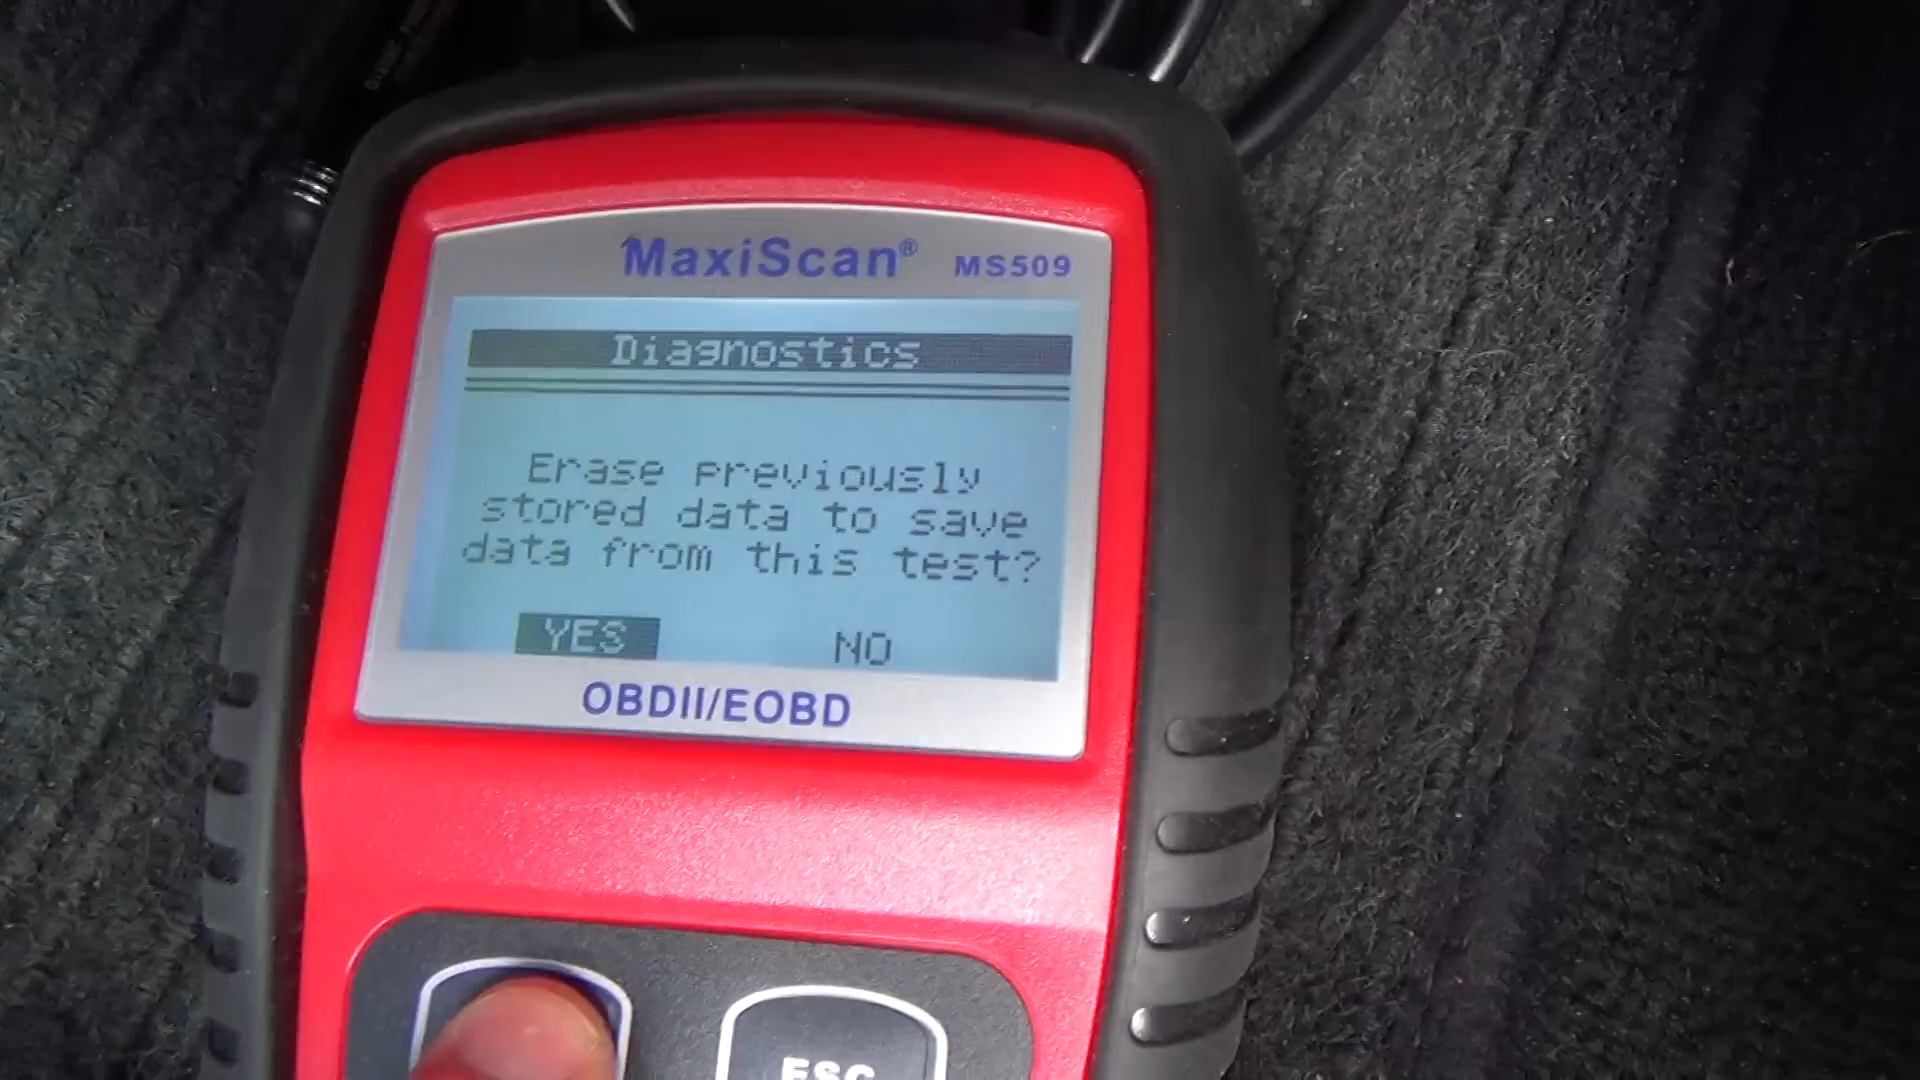 MaxiScan® MS509
Diagnostics
Erase previously
stored data to save
data from this test?
YES NO
OBDII/EOBD
ESC